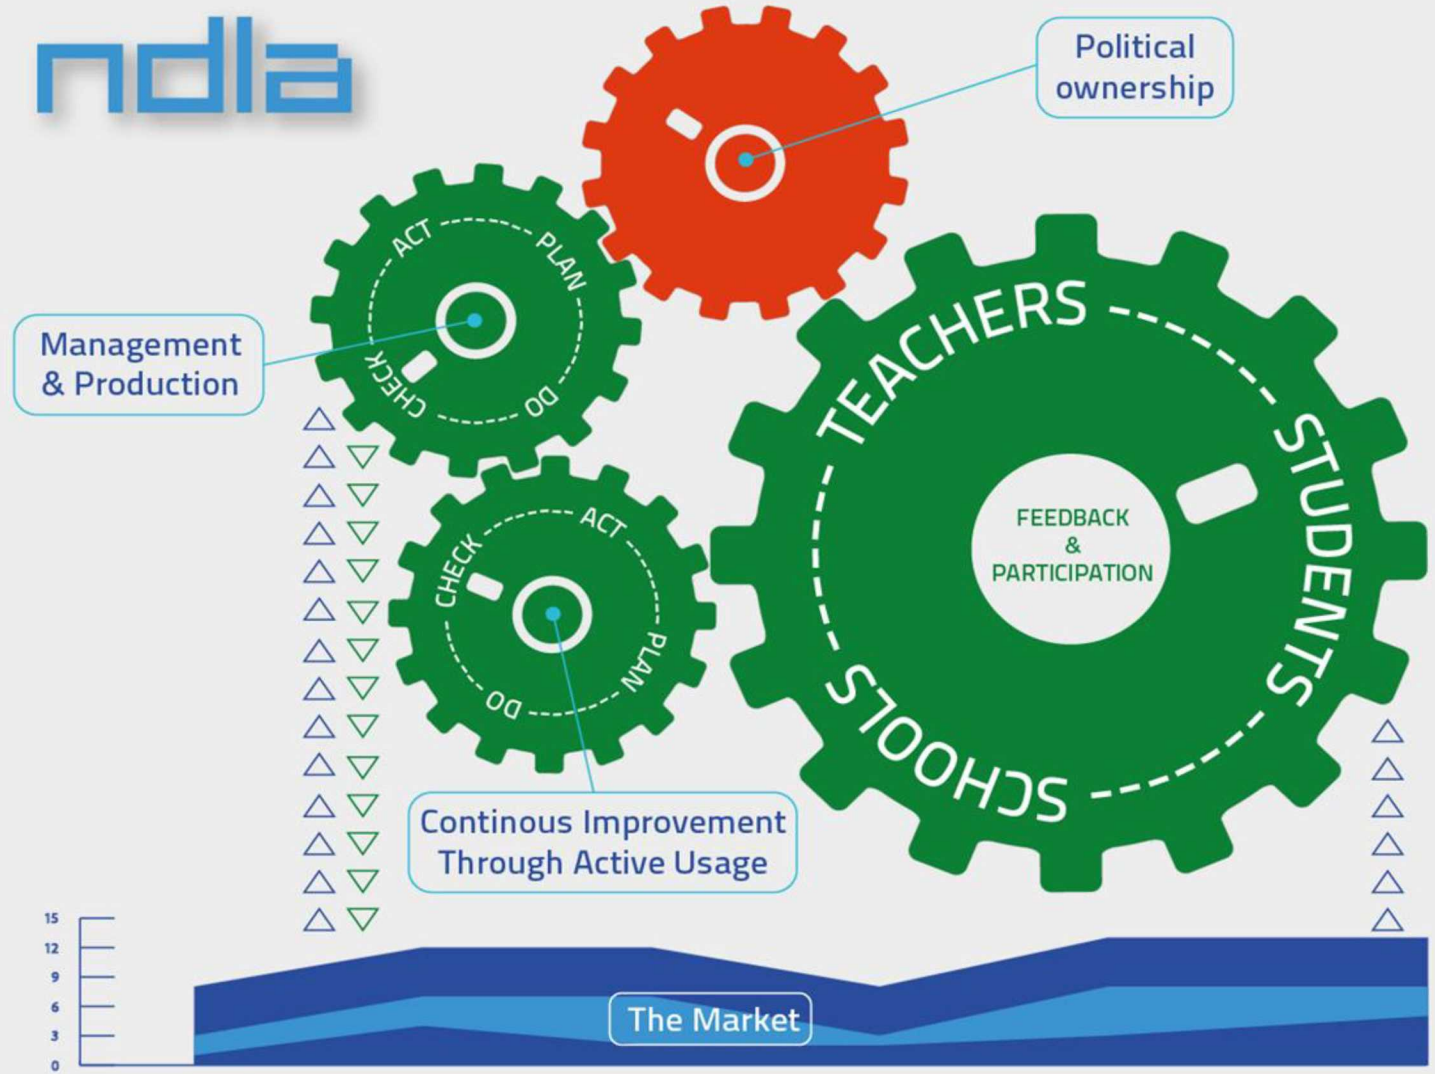 ndla
Political
ownership
ACT
PLAN
DO
CHECK
Management
& Production
TEACHERS
STUDENTS
SCHOOLS
FEEDBACK
&
PARTICIPATION
ACT
PLAN
DO
CHECK
Continous Improvement
Through Active Usage
15
12
9
6
3
0
The Market